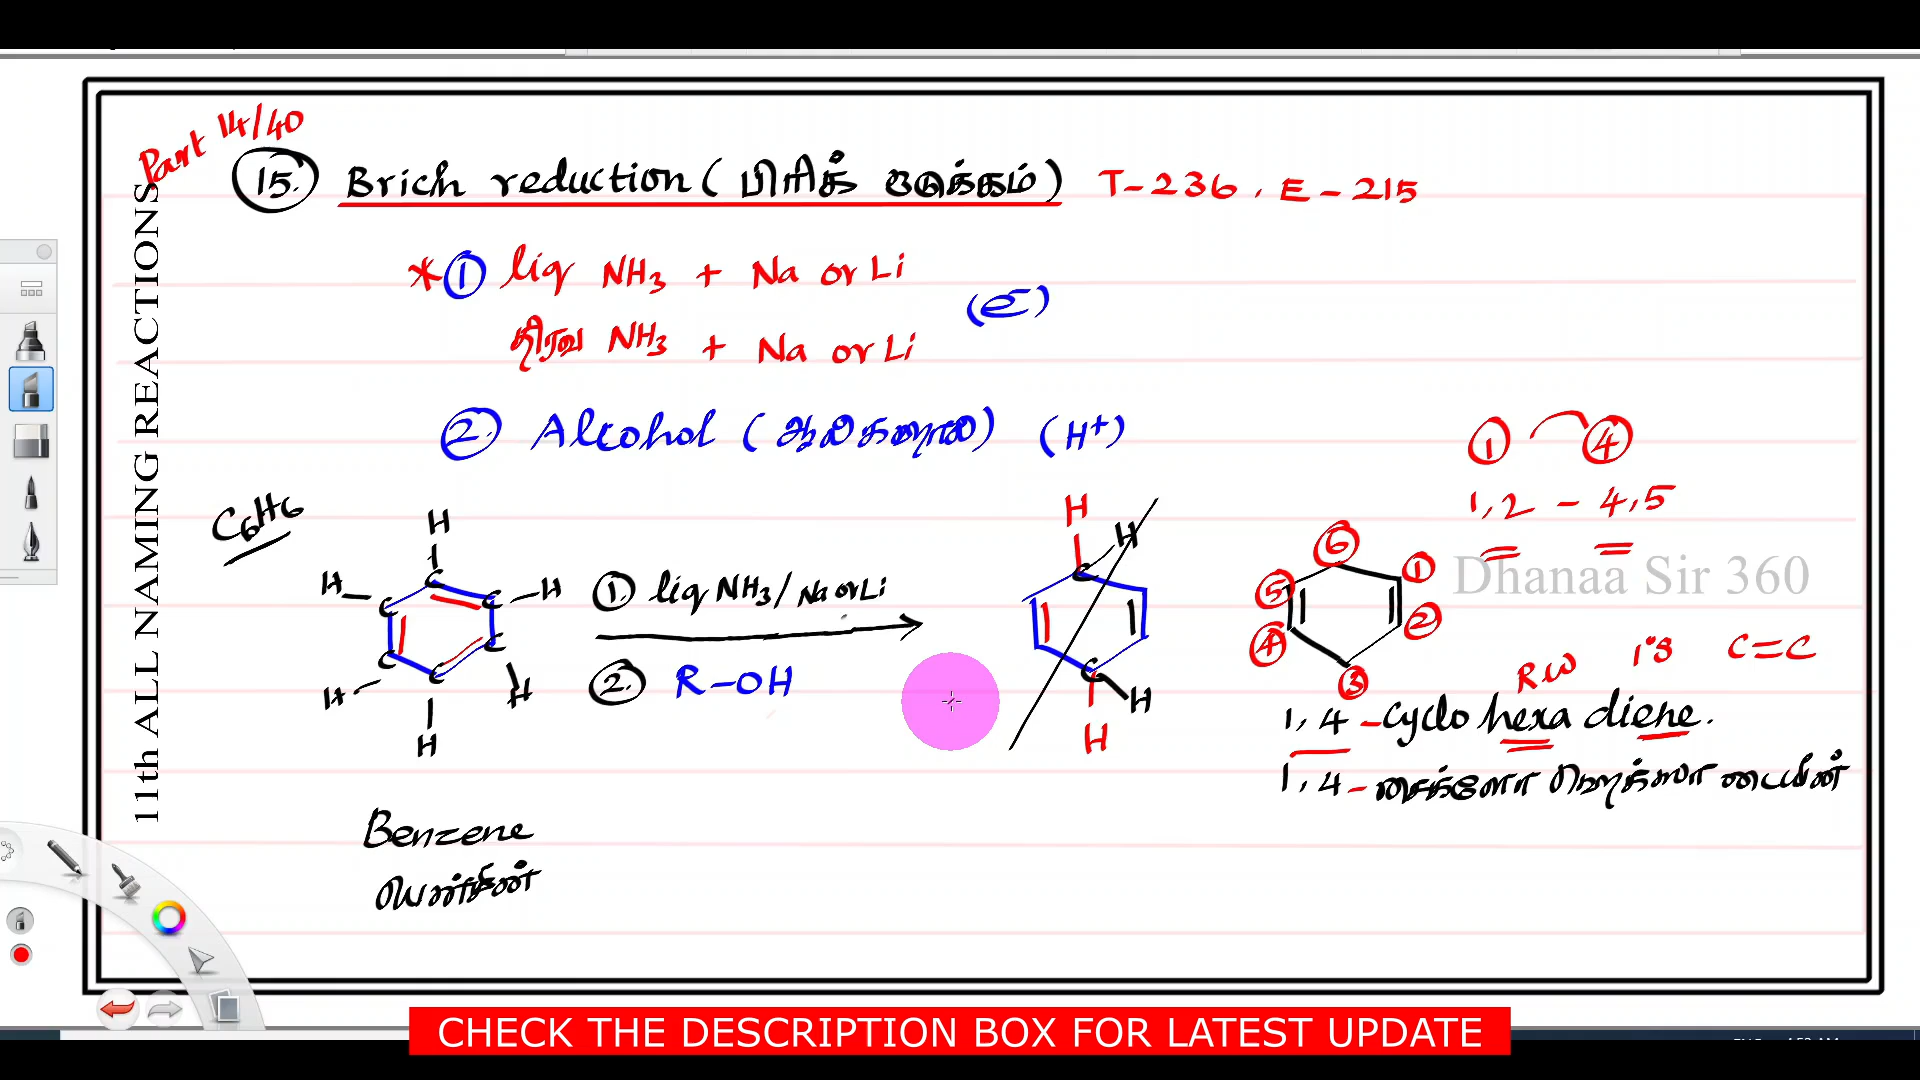 Part 14/40
15. Brich reduction (பிரிச் ஒடுக்கம்) T-236, E-215
* 1 liq NH3 + Na or Li
(e⁻)
திரவ NH3 + Na or Li
2. Alcohol (ஆல்கஹால்) (H+)
1 4
1,2 - 4,5
C6H6
H
H C C H
C C
C C
H H
H
1. liq NH3 / Na or Li
2. R-OH
H
C H
C H
H
6
5 1
4 2
3
Dhanaa Sir 360
RW is C=C
1,4-Cyclo hexa diene.
1,4-சைக்ளோ ஹெக்ஸா டையீன்
Benzene
பென்சீன்
11th ALL NAMING REACTIONS
CHECK THE DESCRIPTION BOX FOR LATEST UPDATE